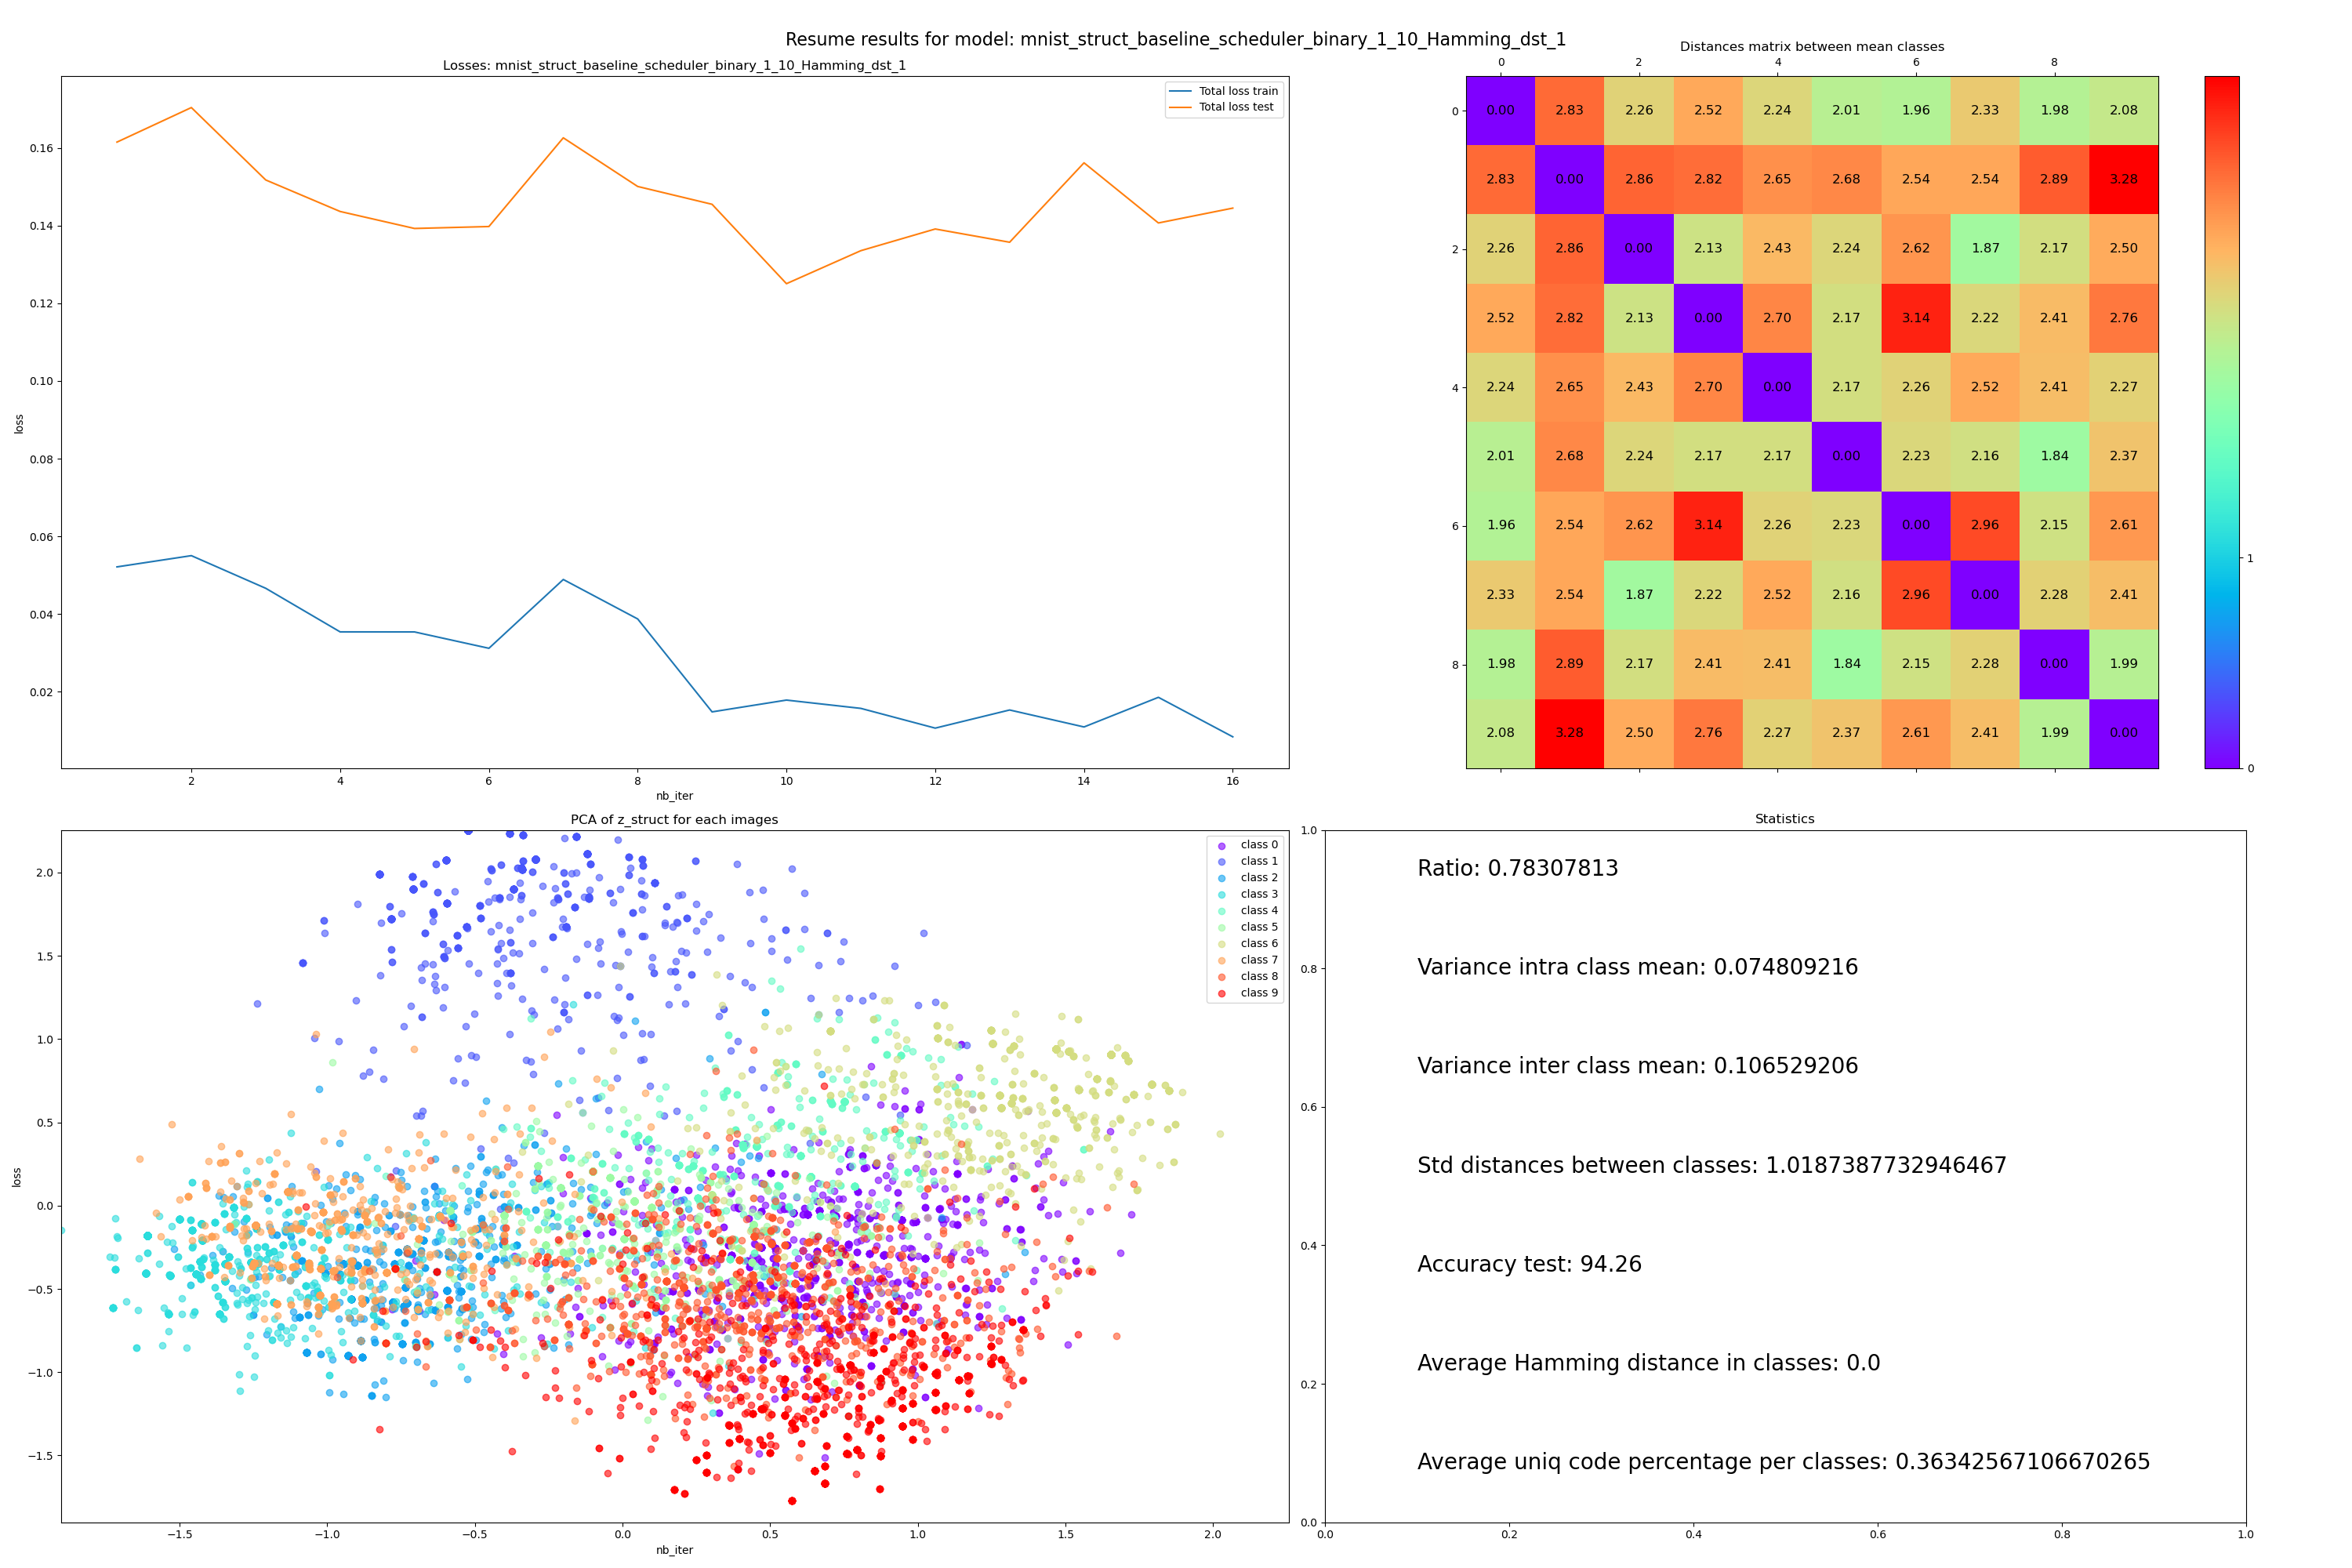 Resume results for model: mnist_struct_baseline_scheduler_binary_1_10_Hamming_dst_1
Losses: mnist_struct_baseline_scheduler_binary_1_10_Hamming_dst_1
Total loss train
Total loss test
0.16
0.14
0.12
0.10
0.08
0.06
0.04
0.02
loss
2 4 6 8 10 12 14 16
nb_iter
Distances matrix between mean classes
0 2 4 6 8
0 0.00 2.83 2.26 2.52 2.24 2.01 1.96 2.33 1.98 2.08
2.83 0.00 2.86 2.82 2.65 2.68 2.54 2.54 2.89 3.28
2 2.26 2.86 0.00 2.13 2.43 2.24 2.62 1.87 2.17 2.50
2.52 2.82 2.13 0.00 2.70 2.17 3.14 2.22 2.41 2.76
4 2.24 2.65 2.43 2.70 0.00 2.17 2.26 2.52 2.41 2.27
2.01 2.68 2.24 2.17 2.17 0.00 2.23 2.16 1.84 2.37
6 1.96 2.54 2.62 3.14 2.26 2.23 0.00 2.96 2.15 2.61
2.33 2.54 1.87 2.22 2.52 2.16 2.96 0.00 2.28 2.41
8 1.98 2.89 2.17 2.41 2.41 1.84 2.15 2.28 0.00 1.99
2.08 3.28 2.50 2.76 2.27 2.37 2.61 2.41 1.99 0.00
1
0
PCA of z_struct for each images
class 0
class 1
class 2
class 3
class 4
class 5
class 6
class 7
class 8
class 9
2.0
1.5
1.0
0.5
0.0
−0.5
−1.0
−1.5
loss
−1.5 −1.0 −0.5 0.0 0.5 1.0 1.5 2.0
nb_iter
Statistics
1.0
0.8
0.6
0.4
0.2
0.0
Ratio: 0.78307813
Variance intra class mean: 0.074809216
Variance inter class mean: 0.106529206
Std distances between classes: 1.0187387732946467
Accuracy test: 94.26
Average Hamming distance in classes: 0.0
Average uniq code percentage per classes: 0.36342567106670265
0.0 0.2 0.4 0.6 0.8 1.0